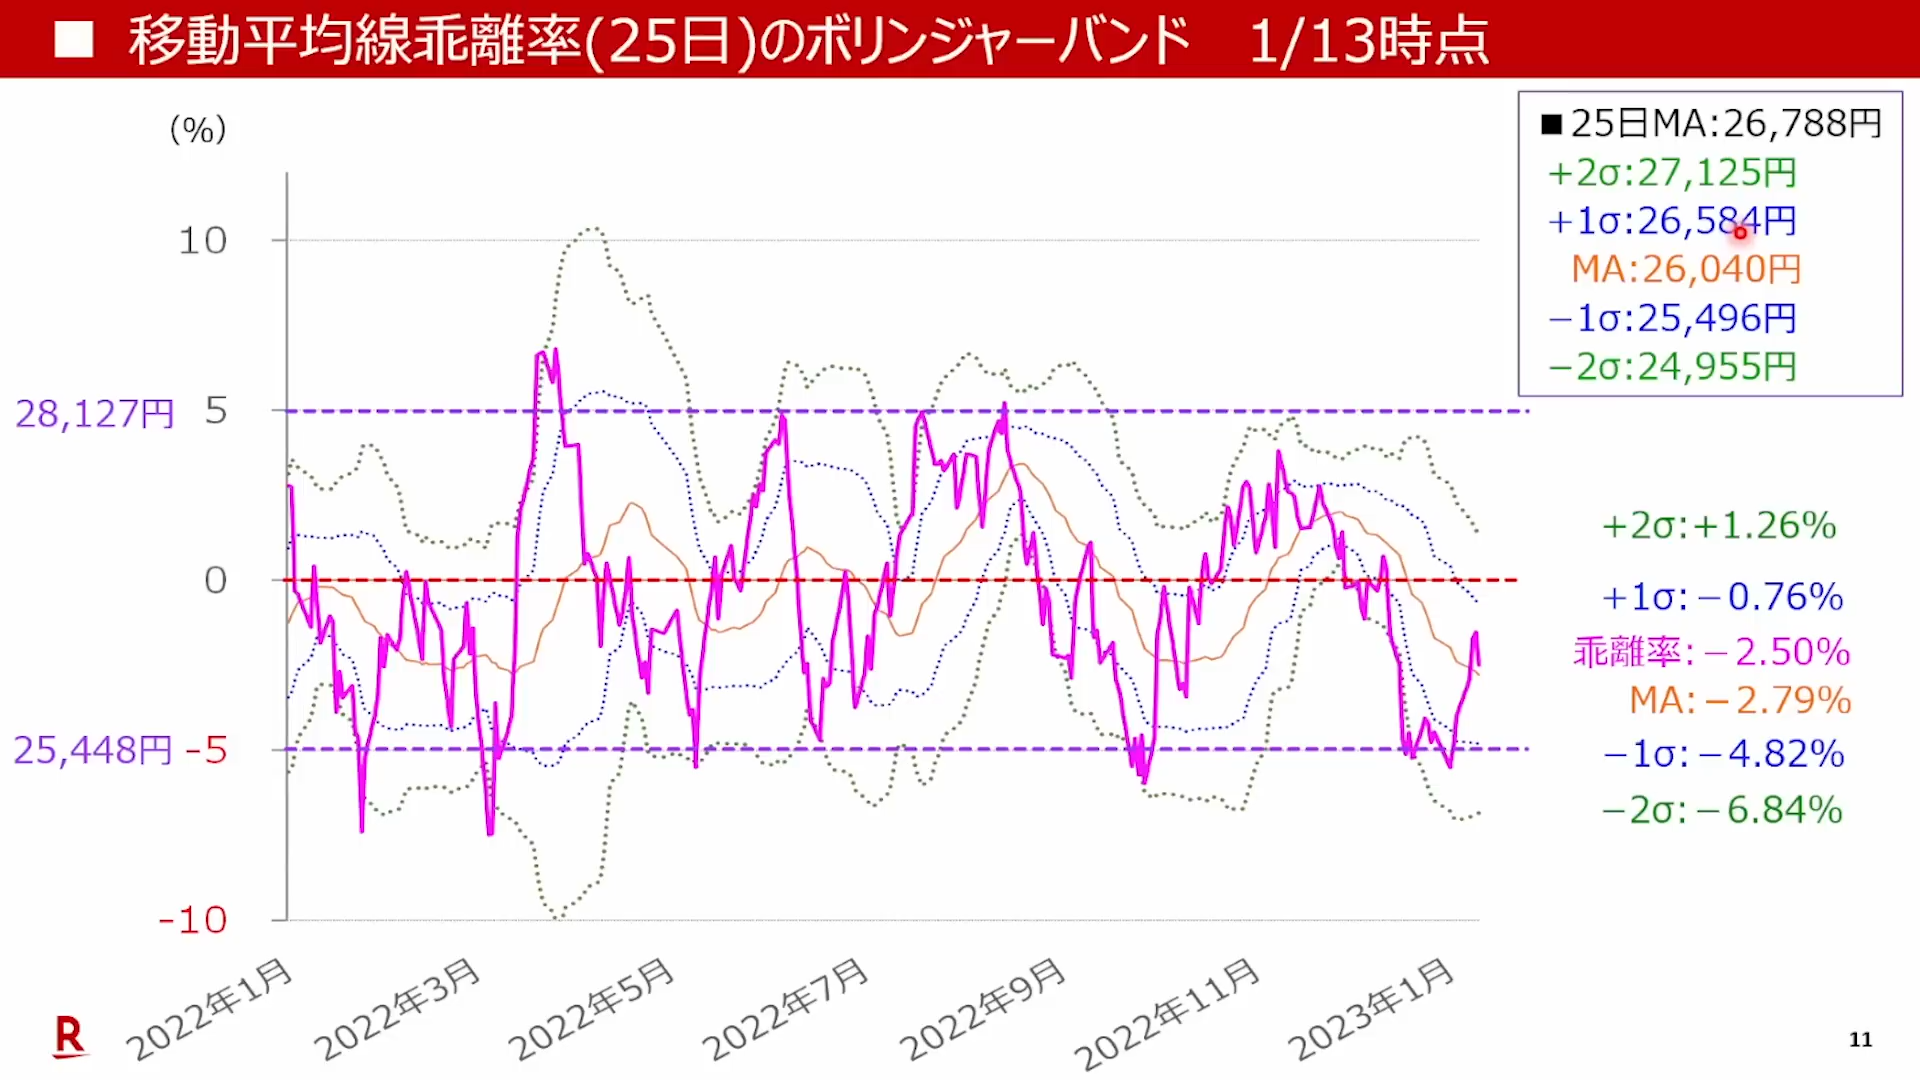 ■ 移動平均線乖離率(25日)のボリンジャーバンド 1/13時点
(%)
■25日MA:26,788円
+2σ:27,125円
+1σ:26,584円
MA:26,040円
−1σ:25,496円
−2σ:24,955円
10
28,127円 5
0
25,448円 -5
-10
+2σ:+1.26%
+1σ:−0.76%
乖離率:−2.50%
MA:−2.79%
−1σ:−4.82%
−2σ:−6.84%
2022年1月
2022年3月
2022年5月
2022年7月
2022年9月
2022年11月
2023年1月
R
11